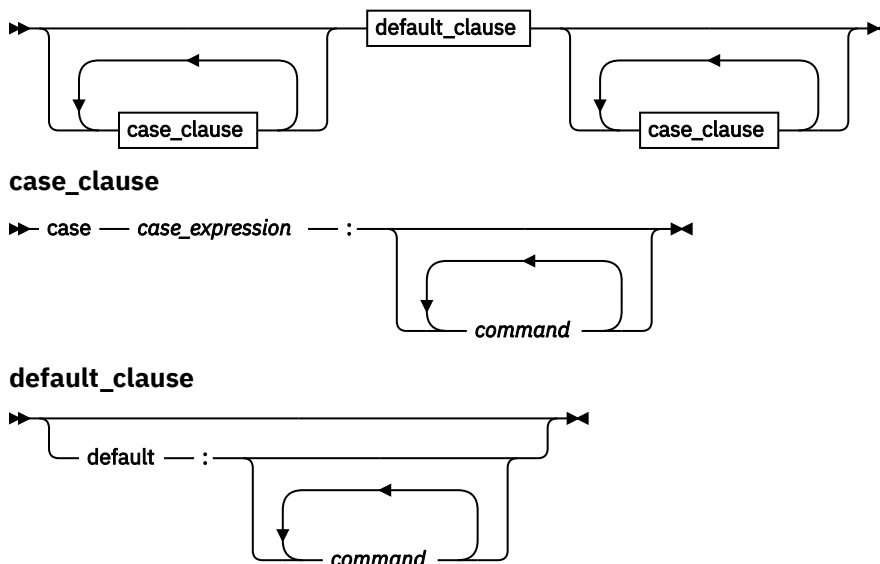 default_clause
case_clause case_clause
case_clause
case case_expression :
command
default_clause
default :
command